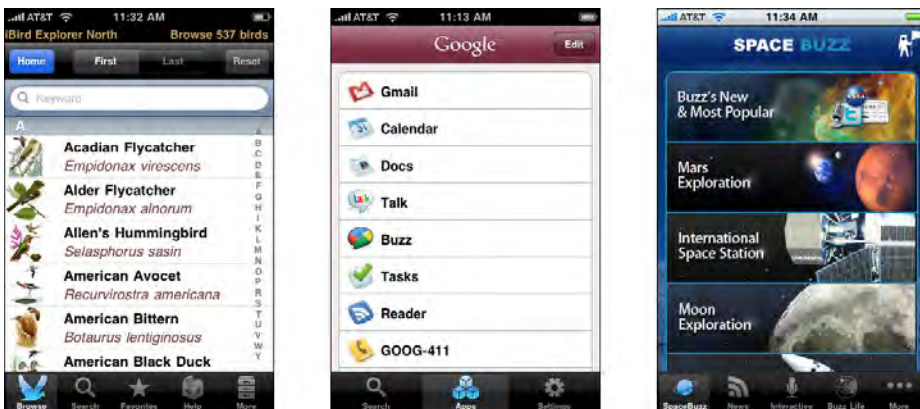 AT&T 11:32 AM
iBird Explorer North Browse 537 birds
Home First Last Reset
Keyword
A
Acadian Flycatcher
Empidonax virescens
Alder Flycatcher
Empidonax alnorum
Allen's Hummingbird
Selasphorus sasin
American Avocet
Recurvirostra americana
American Bittern
Botaurus lentiginosus
American Black Duck
A
B
C
D
E
F
G
H
I
K
L
M
N
O
P
R
S
T
U
V
W
Y
Browse Search Favorites Help More
AT&T 11:13 AM
Google Edit
Gmail
Calendar
Docs
Talk
Buzz
Tasks
Reader
GOOG-411
Search Apps Settings
AT&T 11:34 AM
SPACE BUZZ
Buzz's New
& Most Popular
Mars
Exploration
International
Space Station
Moon
Exploration
SpaceBuzz News Interactive Buzz Life More